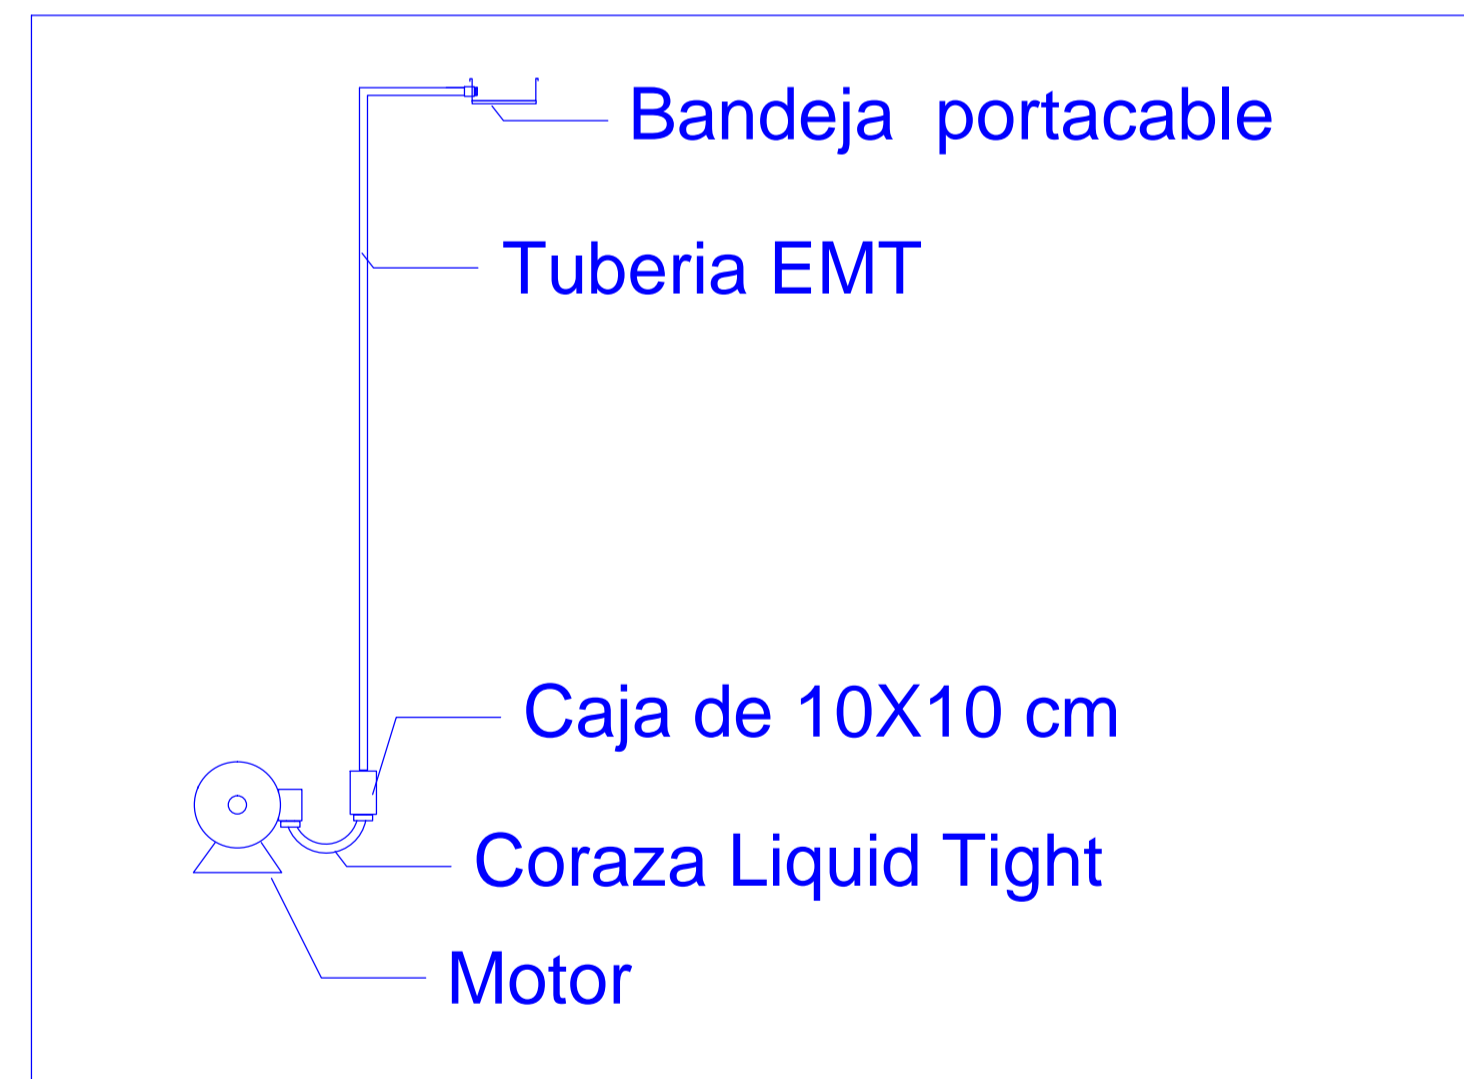 Bandeja portacable
Tuberia EMT
Caja de 10X10 cm
Coraza Liquid Tight
Motor